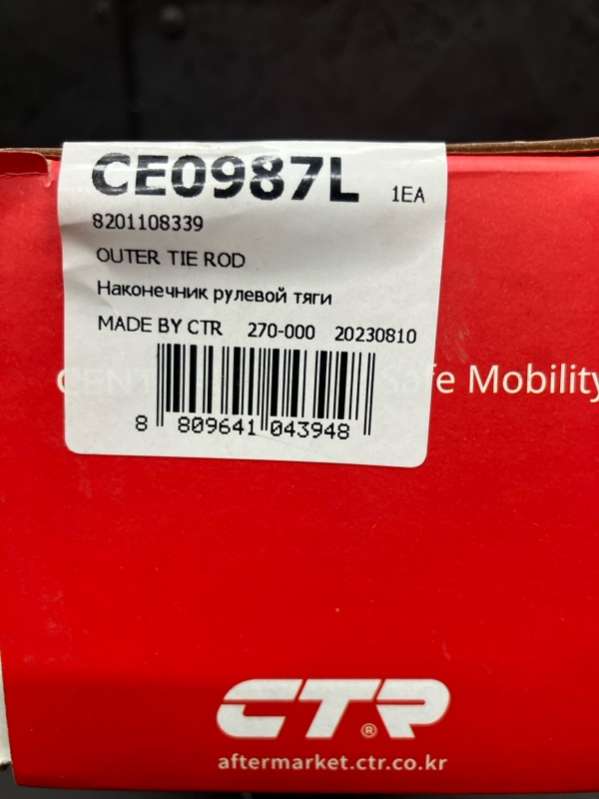 CE0987L 1EA
8201108339
OUTER TIE ROD
Наконечник рулевой тяги
MADE BY CTR 270-000 20230810
CENT Safe Mobility
8 809641 043948
CTR®
aftermarket.ctr.co.kr